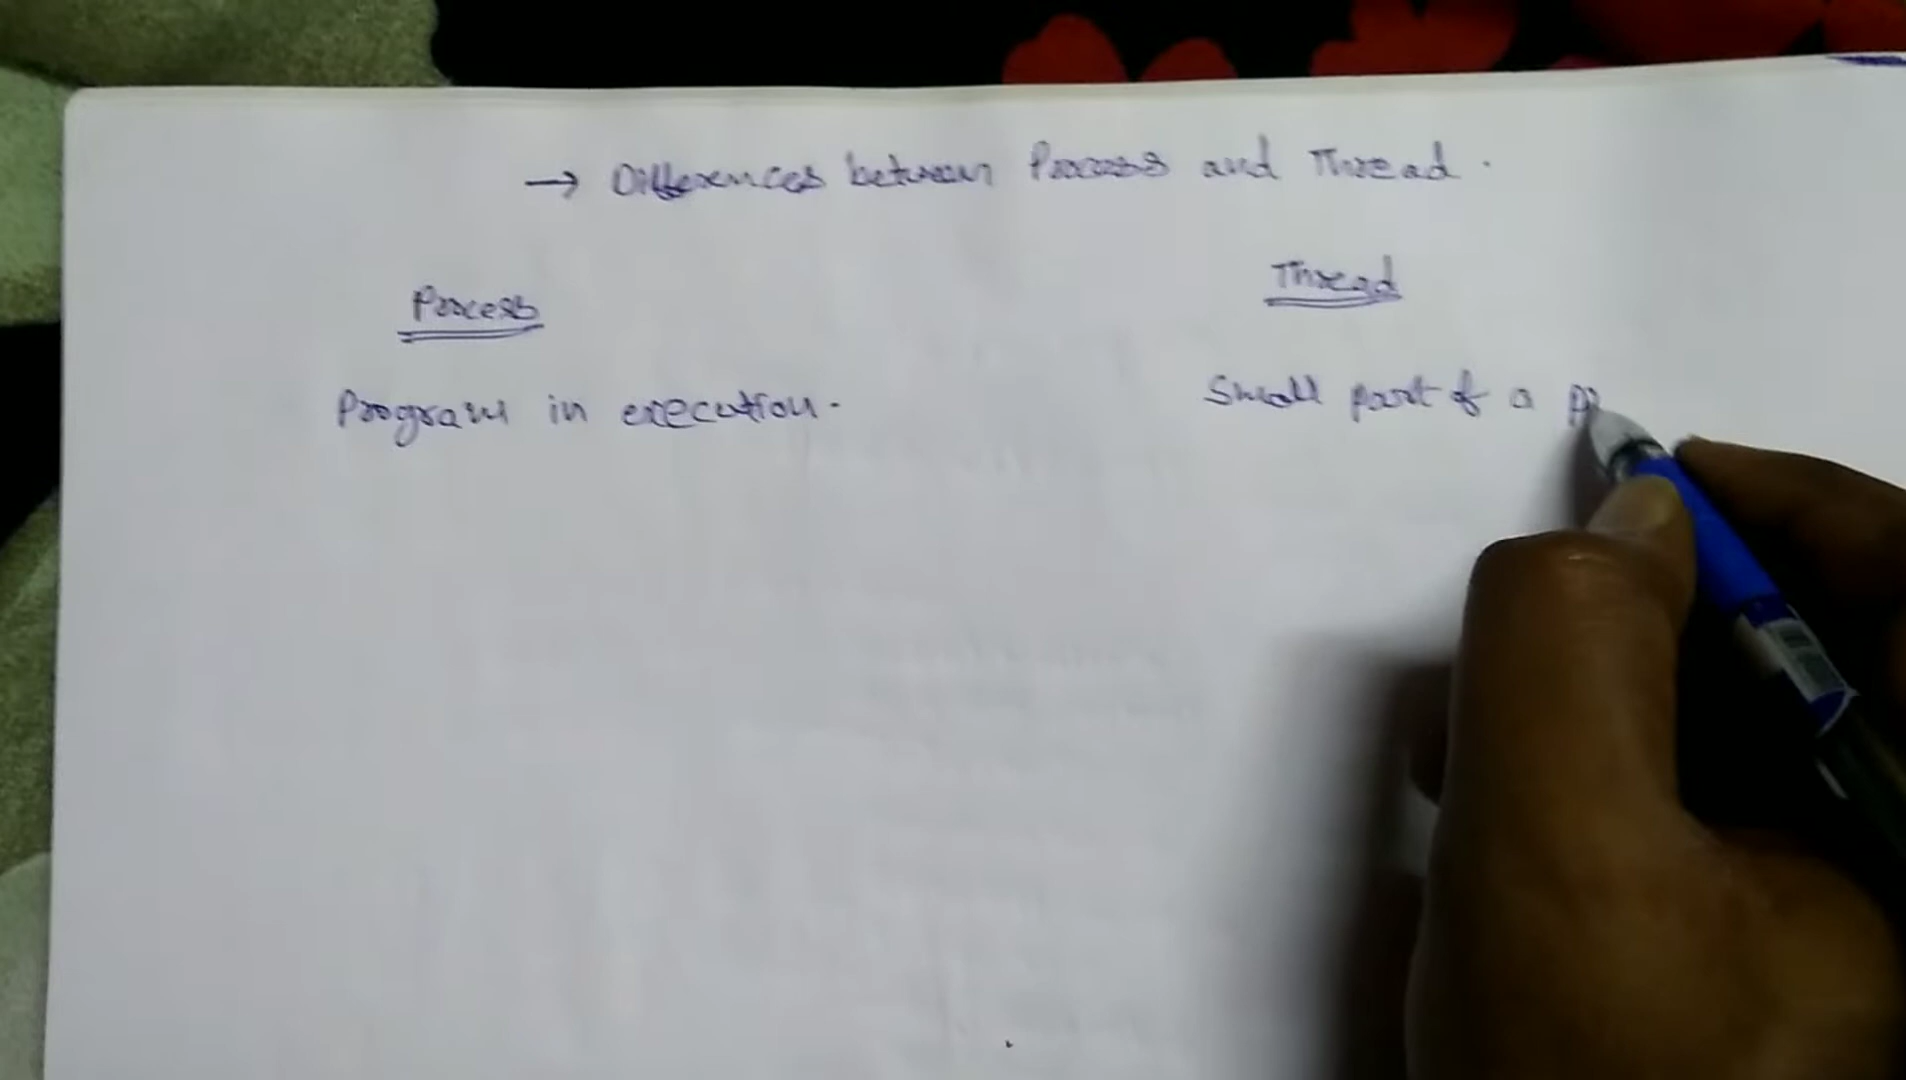 → Differences between Process and Thread.
Process
Thread
Program in execution.
Small part of a